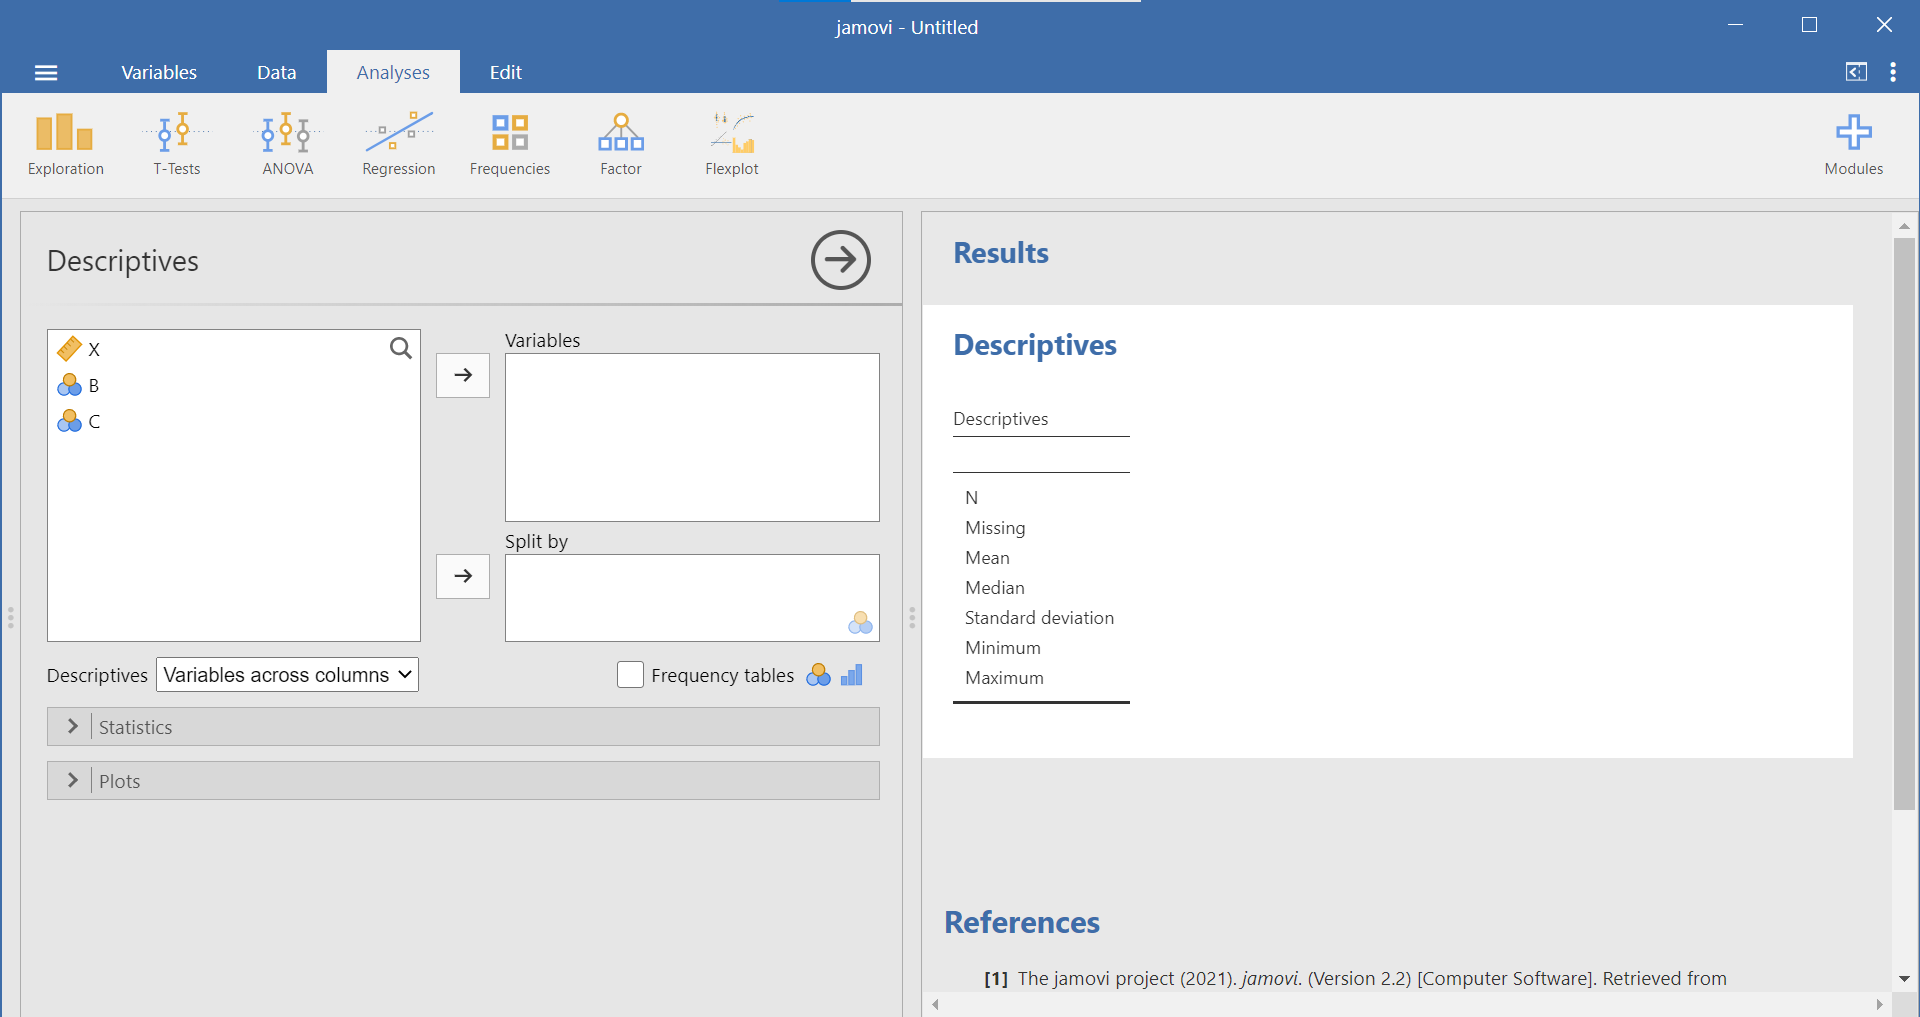 jamovi - Untitled
Variables Data Analyses Edit
Exploration T-Tests ANOVA Regression Frequencies Factor Flexplot Modules
Descriptives
X
B
C
Variables
Split by
Descriptives Variables across columns Frequency tables
Statistics
Plots
Results
Descriptives
Descriptives
N
Missing
Mean
Median
Standard deviation
Minimum
Maximum
References
[1] The jamovi project (2021). jamovi. (Version 2.2) [Computer Software]. Retrieved from